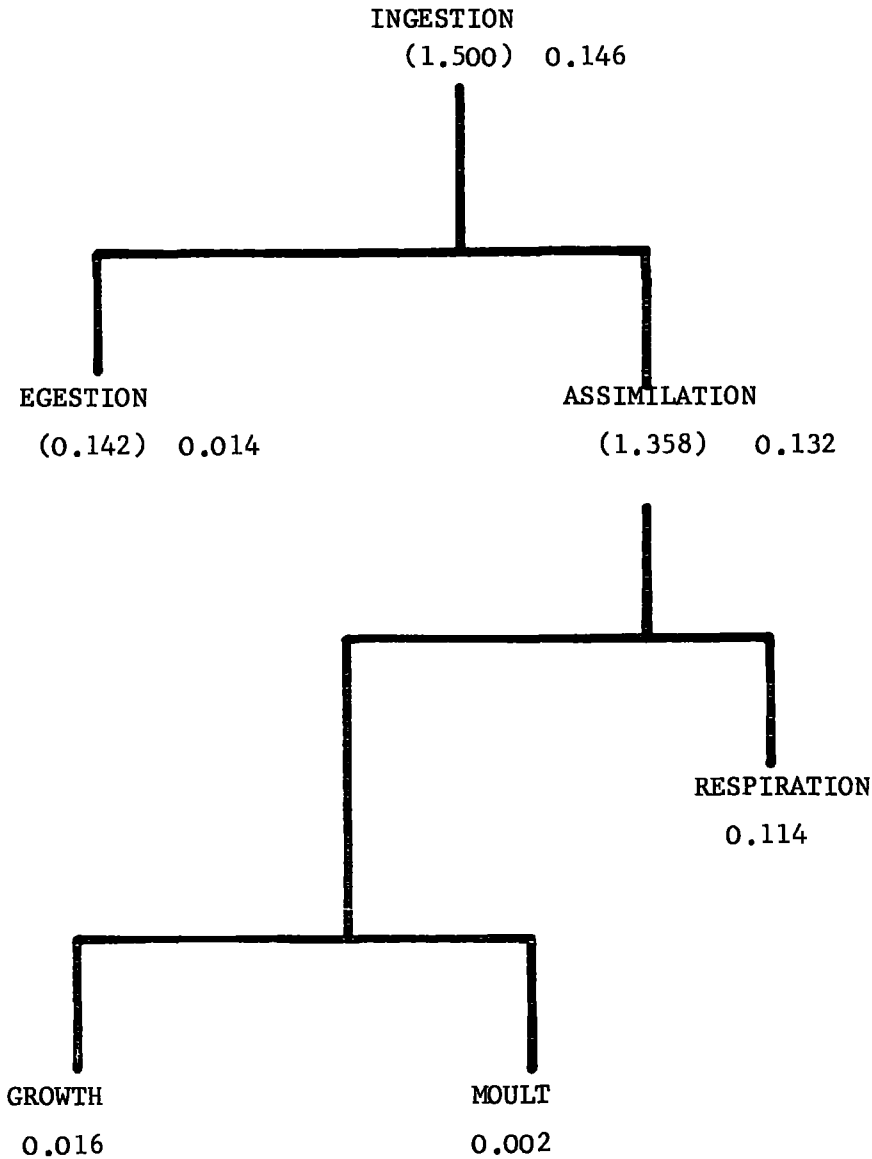 INGESTION
(1.500) 0.146
EGESTION
(0.142) 0.014
ASSIMILATION
(1.358) 0.132
RESPIRATION
0.114
GROWTH
0.016
MOULT
0.002